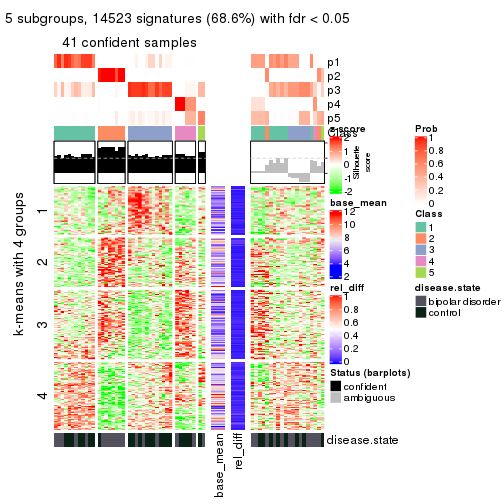 5 subgroups, 14523 signatures (68.6%) with fdr < 0.05
41 confident samples
p1
p2
p3
p4
p5
Class
Silhouette
score
1
2
3
4
k-means with 4 groups
base_mean
rel_diff
disease.state
z-score
2
1
0
-1
-2
base_mean
12
10
8
6
4
2
rel_diff
1
0.8
0.6
0.4
0.2
0
Status (barplots)
confident
ambiguous
Prob
1
0.8
0.6
0.4
0.2
0
Class
1
2
3
4
5
disease.state
bipolar disorder
control